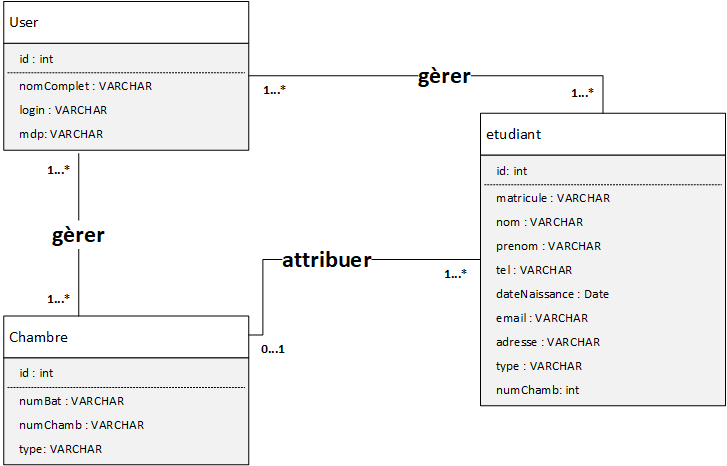 User
id : int
nomComplet : VARCHAR
login : VARCHAR
mdp: VARCHAR
gèrer
1...*
1...*
etudiant
id: int
matricule : VARCHAR
nom : VARCHAR
prenom : VARCHAR
tel : VARCHAR
dateNaissance : Date
email : VARCHAR
adresse : VARCHAR
type : VARCHAR
numChamb: int
1...*
gèrer
1...*
attribuer
1...*
0...1
Chambre
id : int
numBat : VARCHAR
numChamb : VARCHAR
type: VARCHAR